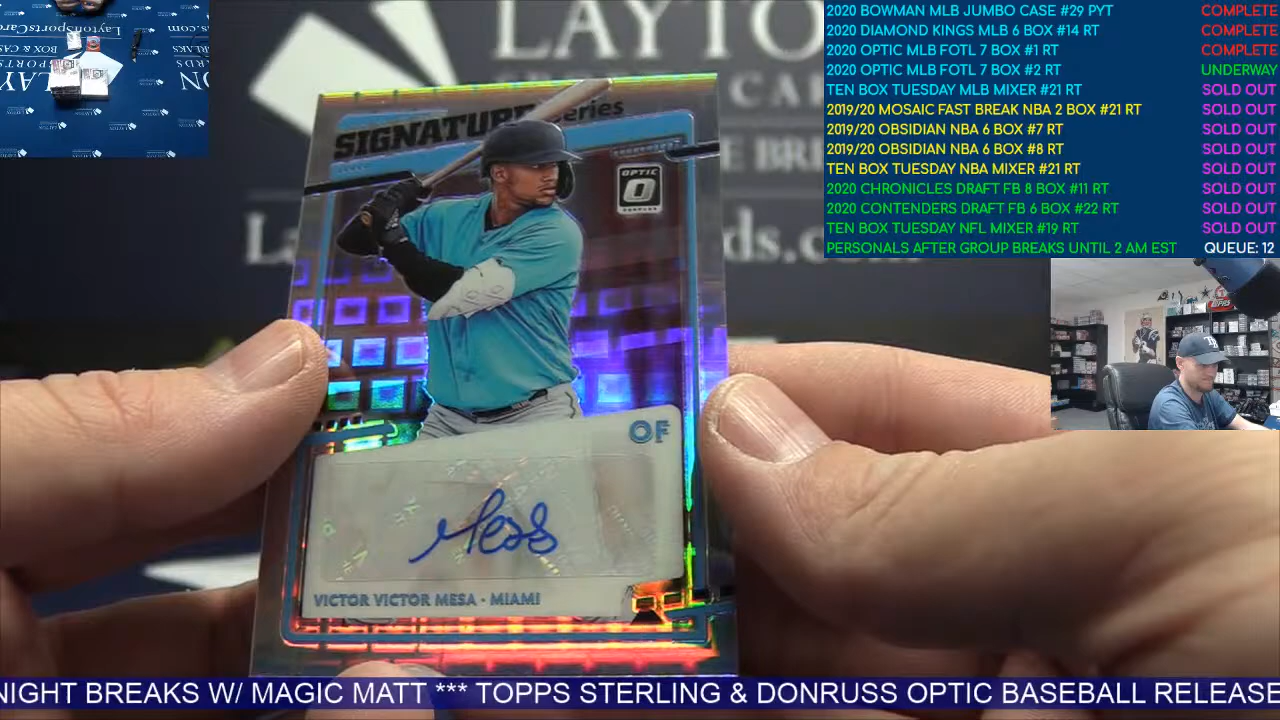 LAYTON
Layton
ds.com
SIGNATURE Series
OPTIC
DONRUSS
OF
Mesa
VICTOR VICTOR MESA · MIAMI
2020 BOWMAN MLB JUMBO CASE #29 PYT COMPLETE
2020 DIAMOND KINGS MLB 6 BOX #14 RT COMPLETE
2020 OPTIC MLB FOTL 7 BOX #1 RT COMPLETE
2020 OPTIC MLB FOTL 7 BOX #2 RT UNDERWAY
TEN BOX TUESDAY MLB MIXER #21 RT SOLD OUT
2019/20 MOSAIC FAST BREAK NBA 2 BOX #21 RT SOLD OUT
2019/20 OBSIDIAN NBA 6 BOX #7 RT SOLD OUT
2019/20 OBSIDIAN NBA 6 BOX #8 RT SOLD OUT
TEN BOX TUESDAY NBA MIXER #21 RT SOLD OUT
2020 CHRONICLES DRAFT FB 8 BOX #11 RT SOLD OUT
2020 CONTENDERS DRAFT FB 6 BOX #22 RT SOLD OUT
TEN BOX TUESDAY NFL MIXER #19 RT SOLD OUT
PERSONALS AFTER GROUP BREAKS UNTIL 2 AM EST QUEUE: 12
NIGHT BREAKS W/ MAGIC MATT *** TOPPS STERLING & DONRUSS OPTIC BASEBALL RELEASE